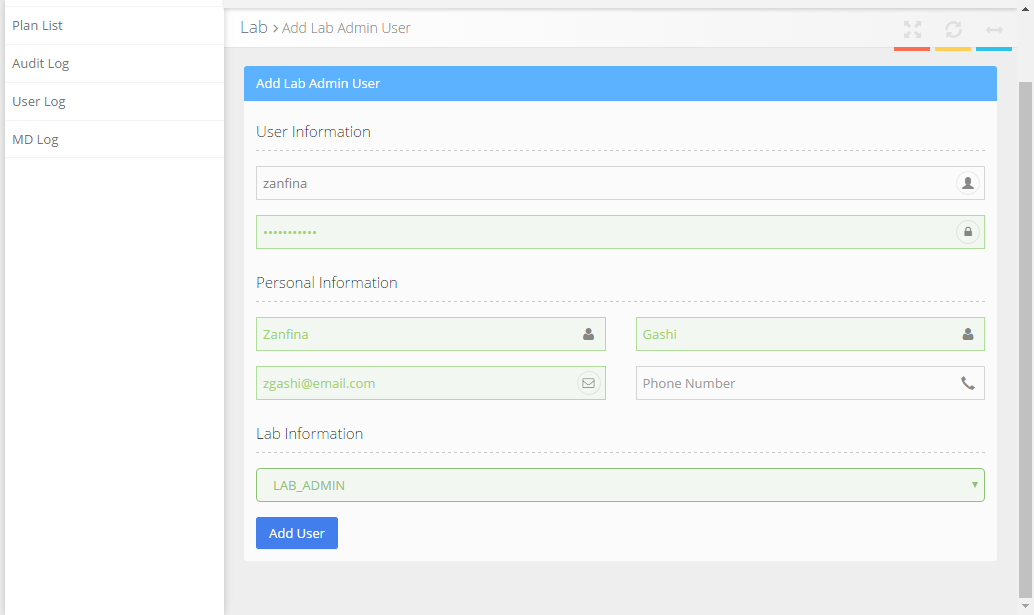 Plan List
Audit Log
User Log
MD Log
Lab > Add Lab Admin User
Add Lab Admin User
User Information
zanfina
•••••••••••
Personal Information
Zanfina
Gashi
zgashi@email.com
Phone Number
Lab Information
LAB_ADMIN
Add User